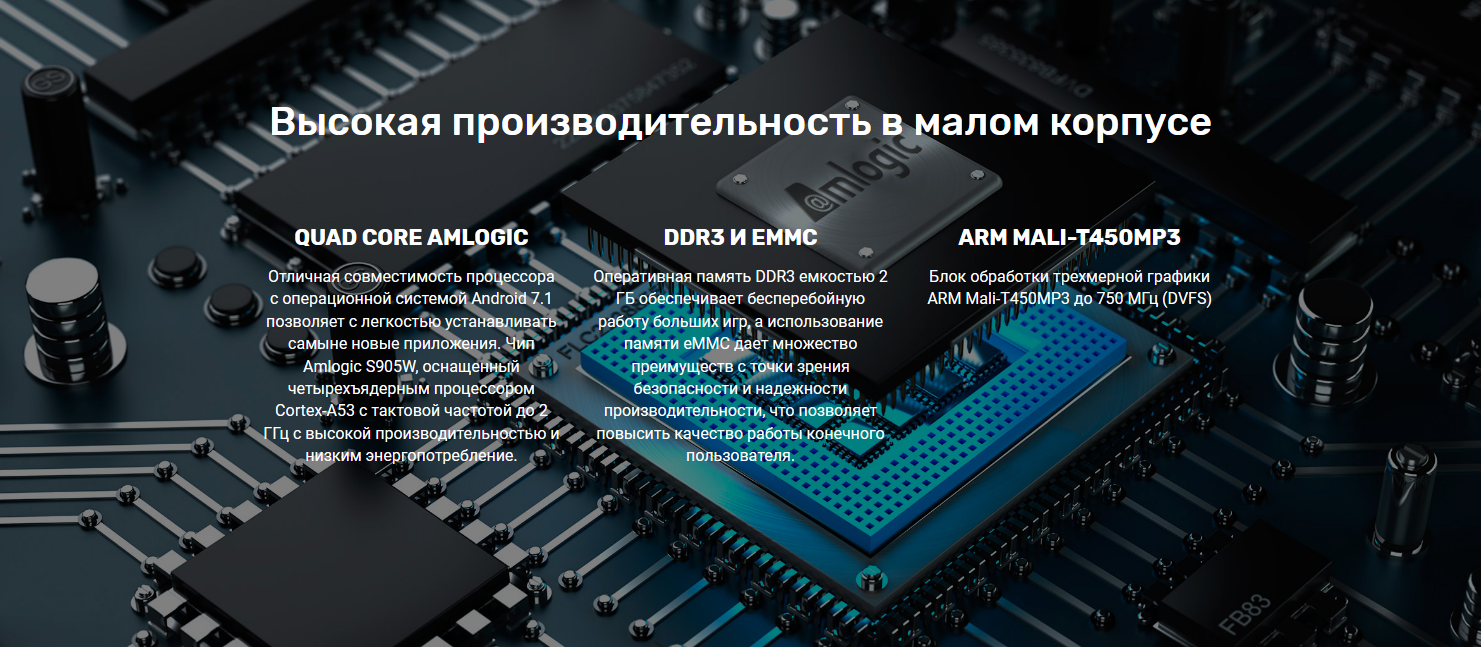 Высокая производительность в малом корпусе
@mlogic
QUAD CORE AMLOGIC
Отличная совместимость процессора
с операционной системой Android 7.1
позволяет с легкостью устанавливать
самыне новые приложения. Чип
Amlogic S905W, оснащенный
четырехъядерным процессором
Cortex-A53 с тактовой частотой до 2
ГГц с высокой производительностью и
низким энергопотребление.
DDR3 И EMMC
Оперативная память DDR3 емкостью 2
ГБ обеспечивает бесперебойную
работу больших игр, а использование
памяти eMMC дает множество
преимуществ с точки зрения
безопасности и надежности
производительности, что позволяет
повысить качество работы конечного
пользователя.
ARM MALI-T450MP3
Блок обработки трехмерной графики
ARM Mali-T450MP3 до 750 МГц (DVFS)
FB83